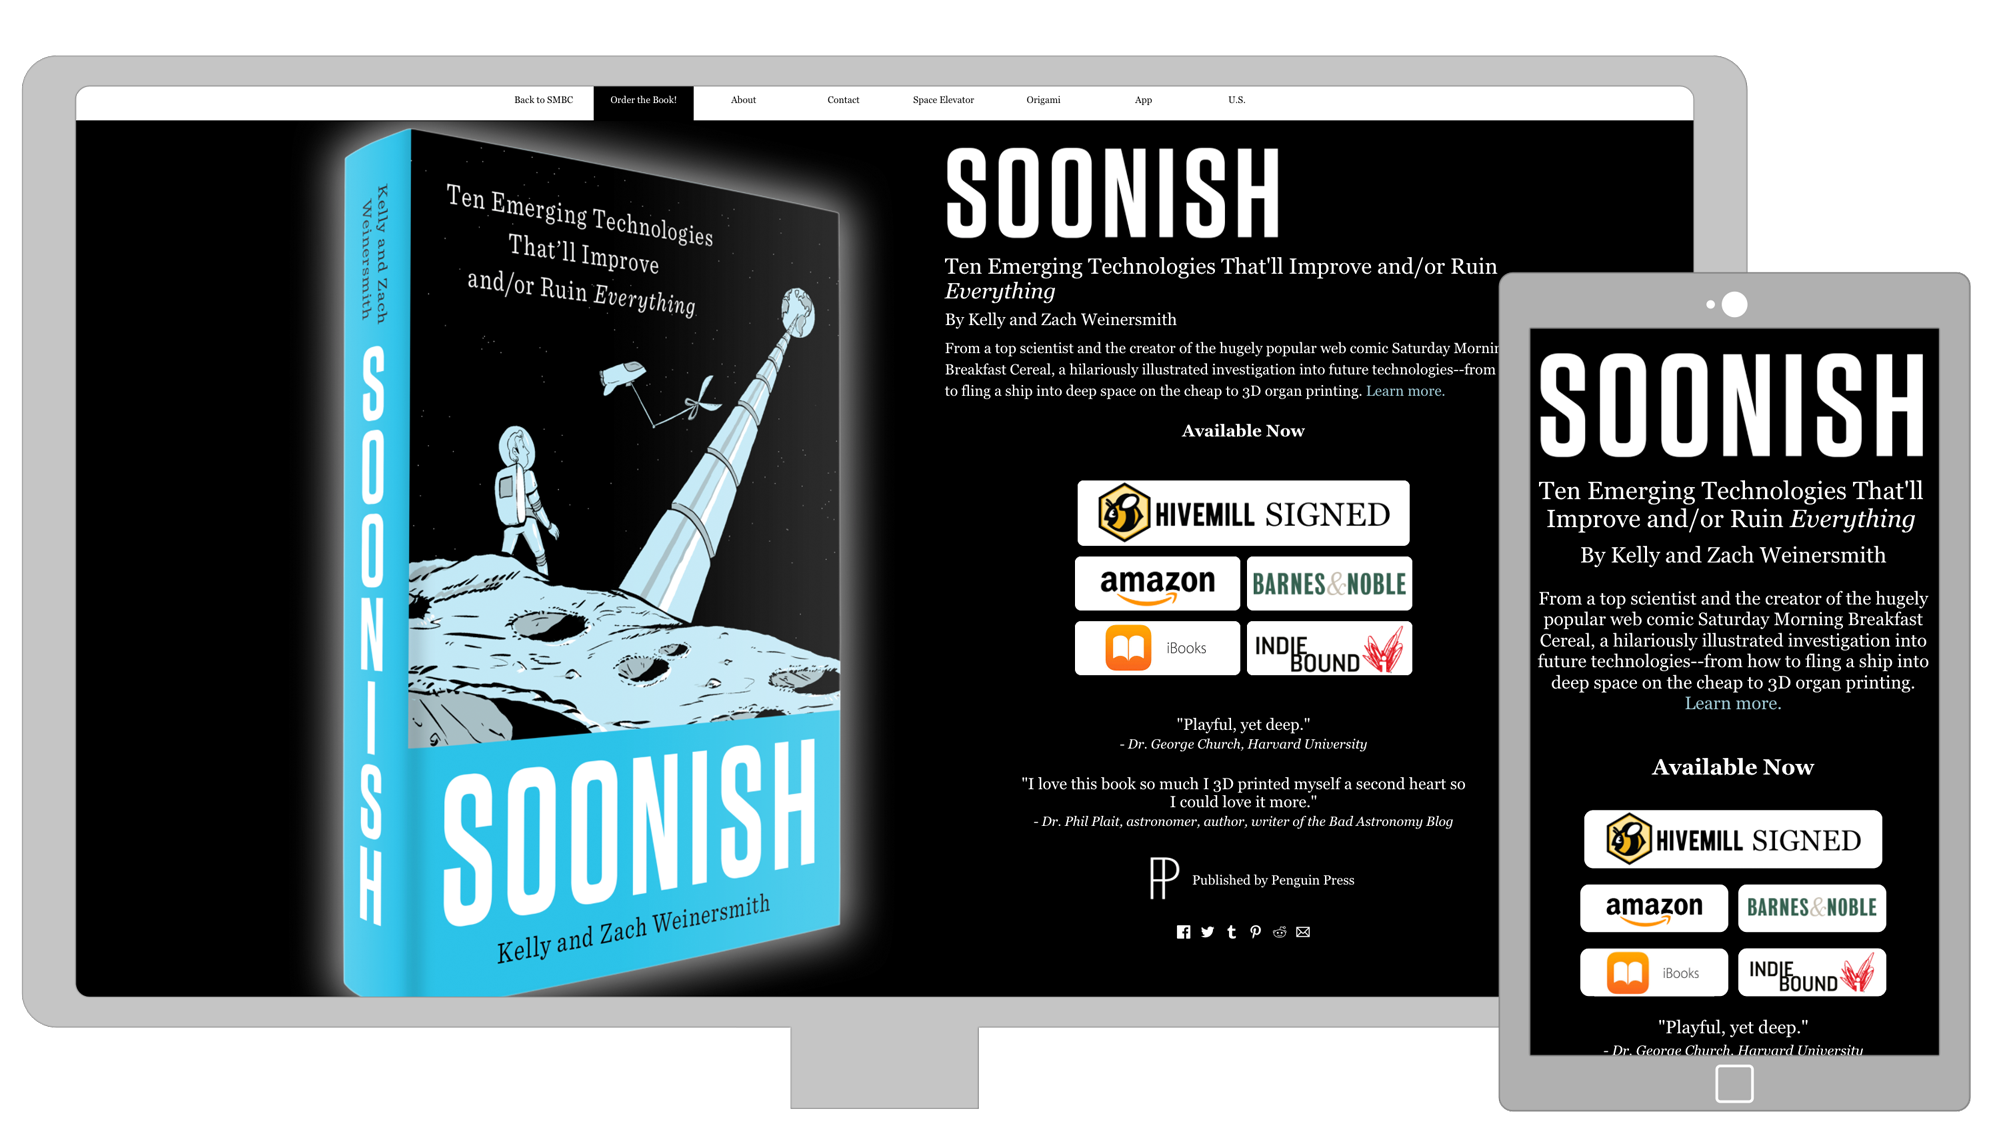 Back to SMBC
Order the Book!
About
Contact
Space Elevator
Origami
App
U.S.
Kelly and Zach
Weinersmith
SOONISH
Ten Emerging Technologies
That'll Improve
and/or Ruin Everything
SOONISH
Kelly and Zach Weinersmith
SOONISH
Ten Emerging Technologies That'll Improve and/or Ruin
Everything
By Kelly and Zach Weinersmith
From a top scientist and the creator of the hugely popular web comic Saturday Mornin
Breakfast Cereal, a hilariously illustrated investigation into future technologies--from
to fling a ship into deep space on the cheap to 3D organ printing. Learn more.
Available Now
HIVEMILL SIGNED
amazon
BARNES&NOBLE
iBooks
INDIE
BOUND
"Playful, yet deep."
- Dr. George Church, Harvard University
"I love this book so much I 3D printed myself a second heart so
I could love it more."
- Dr. Phil Plait, astronomer, author, writer of the Bad Astronomy Blog
Published by Penguin Press
SOONISH
Ten Emerging Technologies That'll
Improve and/or Ruin Everything
By Kelly and Zach Weinersmith
From a top scientist and the creator of the hugely
popular web comic Saturday Morning Breakfast
Cereal, a hilariously illustrated investigation into
future technologies--from how to fling a ship into
deep space on the cheap to 3D organ printing.
Learn more.
Available Now
HIVEMILL SIGNED
amazon
BARNES&NOBLE
iBooks
INDIE
BOUND
"Playful, yet deep."
- Dr. George Church, Harvard University